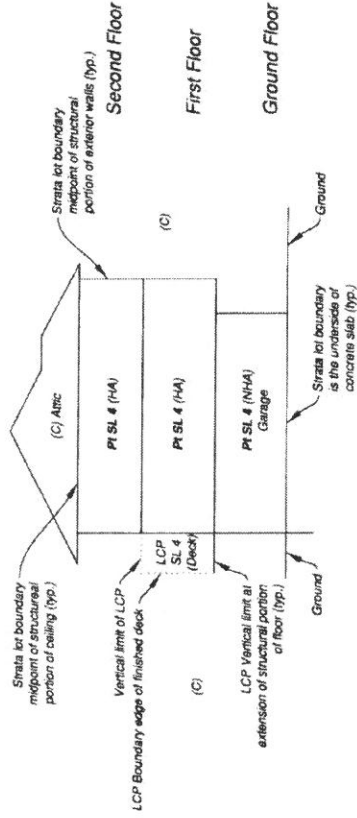 Strata lot boundary
midpoint of structureal
portion of ceiling (typ.)
(C) Attic
Strata lot boundary
midpoint of structural
portion of exterior walls (typ.)
Second Floor
Pt SL 4 (HA)
Vertical limit of LCP
LCP Boundary edge of finished deck
LCP
SL 4
(Deck)
Pt SL 4 (HA)
(C)
First Floor
(C)
LCP Vertical limit at
extension of structural portion
of floor (typ.)
Pt SL 4 (NHA)
Garage
Ground Floor
Ground
Strata lot boundary
is the underside of
concrete slab (typ.)
Ground